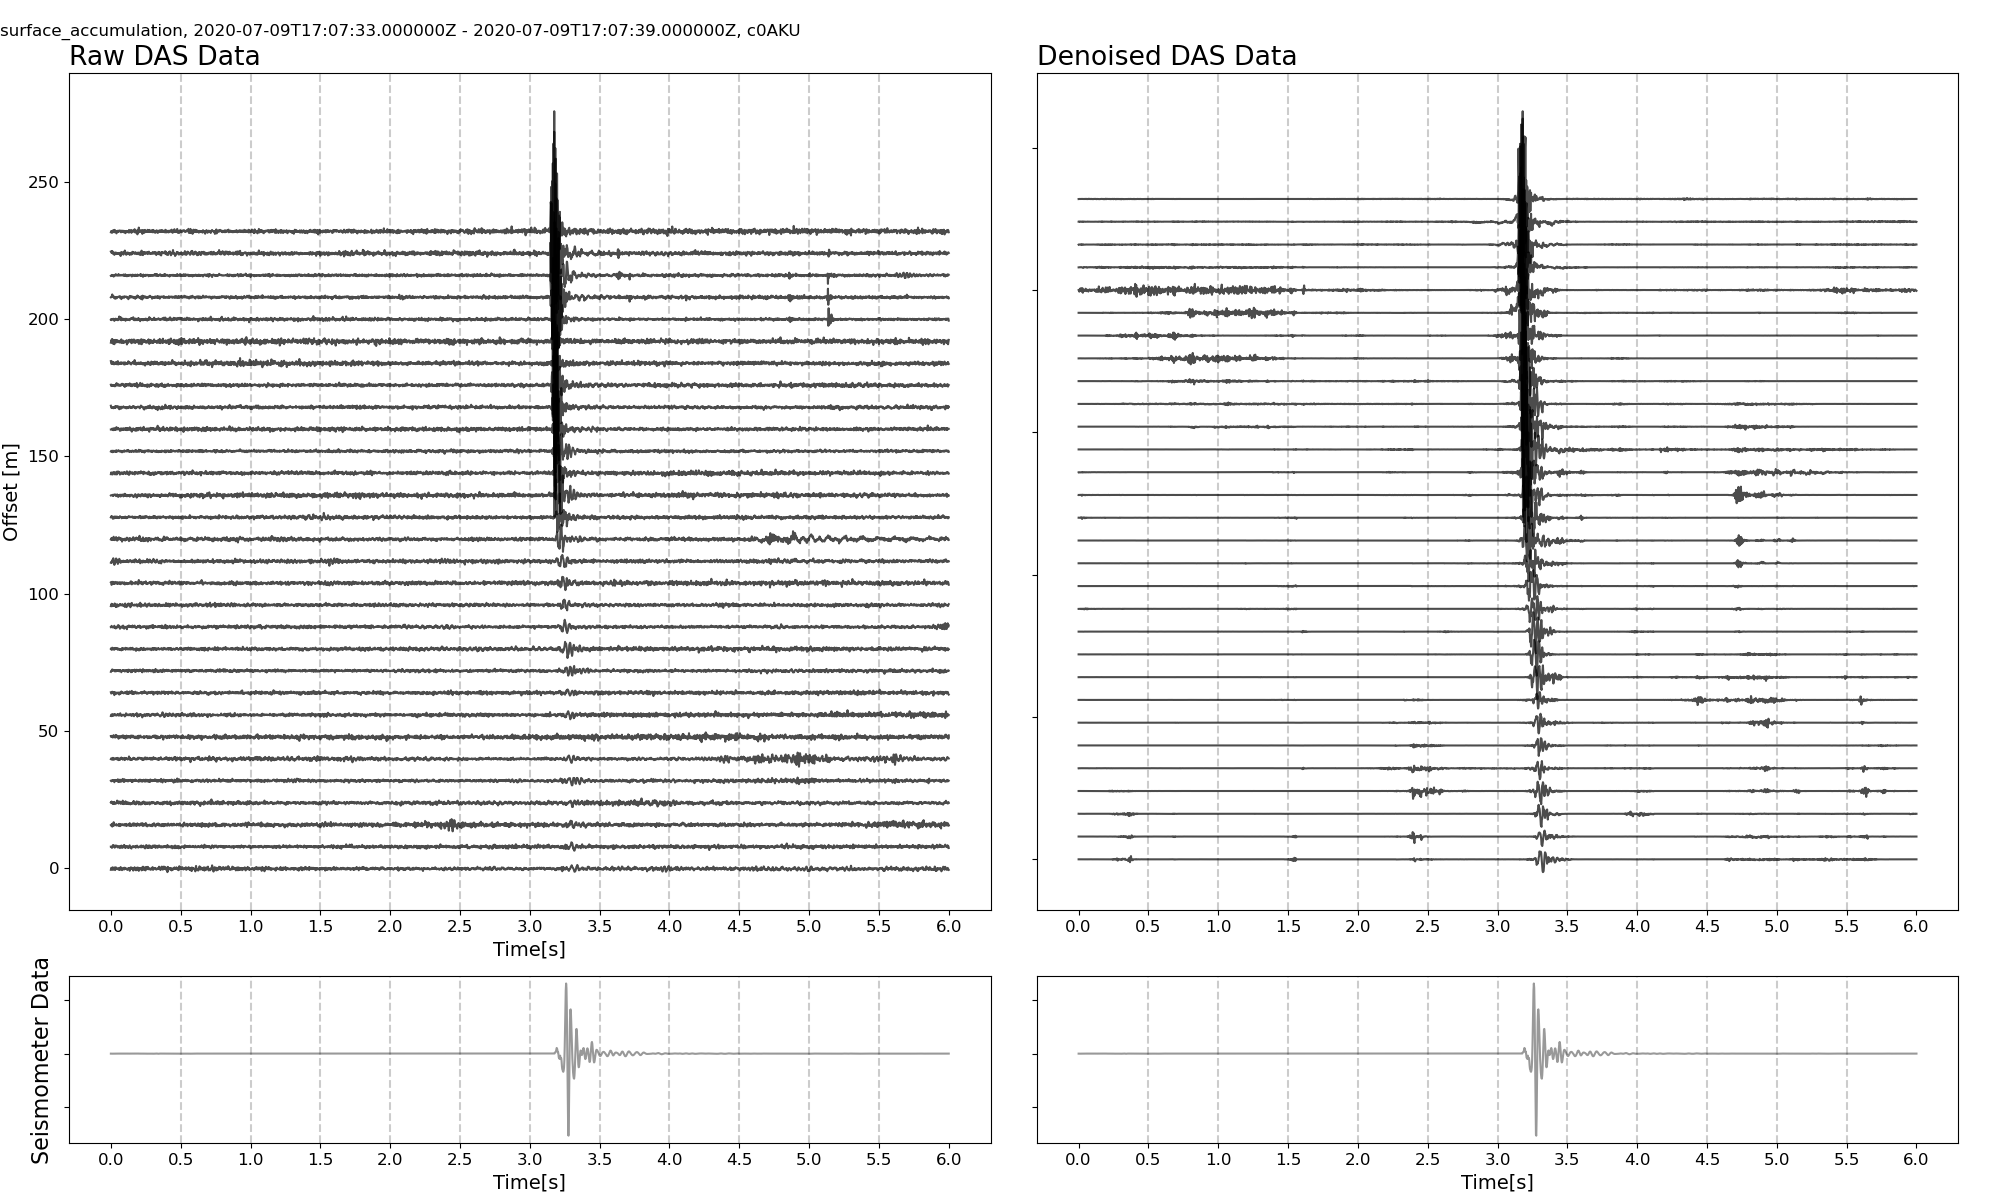 surface_accumulation, 2020-07-09T17:07:33.000000Z - 2020-07-09T17:07:39.000000Z, c0AKU
Raw DAS Data
Offset [m]
250
200
150
100
50
0
0.0 0.5 1.0 1.5 2.0 2.5 3.0 3.5 4.0 4.5 5.0 5.5 6.0
Time[s]
Denoised DAS Data
0.0 0.5 1.0 1.5 2.0 2.5 3.0 3.5 4.0 4.5 5.0 5.5 6.0
Seismometer Data
0.0 0.5 1.0 1.5 2.0 2.5 3.0 3.5 4.0 4.5 5.0 5.5 6.0
Time[s]
0.0 0.5 1.0 1.5 2.0 2.5 3.0 3.5 4.0 4.5 5.0 5.5 6.0
Time[s]